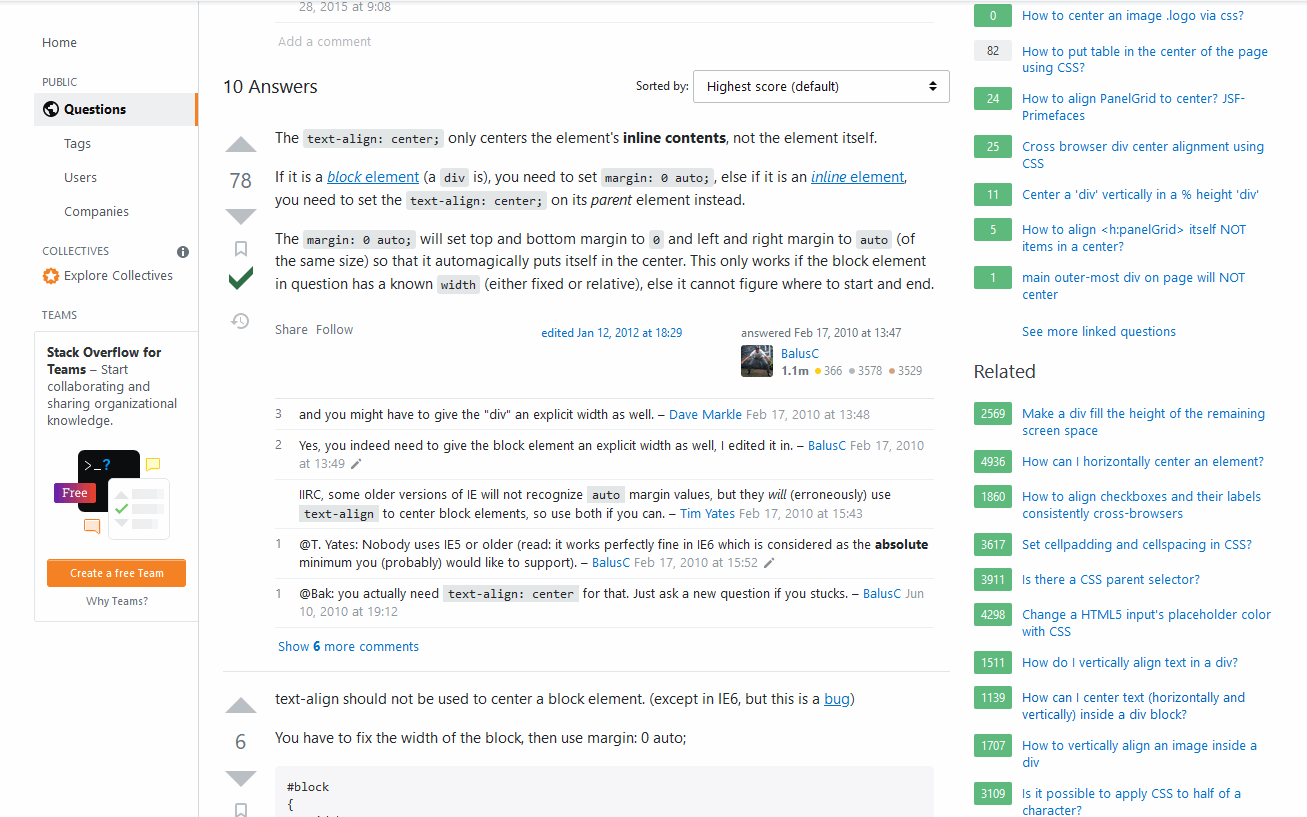 28, 2015 at 9:08
Add a comment
Home
PUBLIC
Questions
Tags
Users
Companies
COLLECTIVES
Explore Collectives
TEAMS
Stack Overflow for
Teams – Start
collaborating and
sharing organizational
knowledge.
>_?
Free
Create a free Team
Why Teams?
10 Answers
Sorted by:
Highest score (default)
78
The text-align: center; only centers the element's inline contents, not the element itself.
If it is a block element (a div is), you need to set margin: 0 auto;, else if it is an inline element,
you need to set the text-align: center; on its parent element instead.
The margin: 0 auto; will set top and bottom margin to 0 and left and right margin to auto (of
the same size) so that it automagically puts itself in the center. This only works if the block element
in question has a known width (either fixed or relative), else it cannot figure where to start and end.
Share Follow
edited Jan 12, 2012 at 18:29
answered Feb 17, 2010 at 13:47
BalusC
1.1m 366 3578 3529
3 and you might have to give the "div" an explicit width as well. – Dave Markle Feb 17, 2010 at 13:48
2 Yes, you indeed need to give the block element an explicit width as well, I edited it in. – BalusC Feb 17, 2010
at 13:49
IIRC, some older versions of IE will not recognize auto margin values, but they will (erroneously) use
text-align to center block elements, so use both if you can. – Tim Yates Feb 17, 2010 at 15:43
1 @T. Yates: Nobody uses IE5 or older (read: it works perfectly fine in IE6 which is considered as the absolute
minimum you (probably) would like to support). – BalusC Feb 17, 2010 at 15:52
1 @Bak: you actually need text-align: center for that. Just ask a new question if you stucks. – BalusC Jun
10, 2010 at 19:12
Show 6 more comments
6
text-align should not be used to center a block element. (except in IE6, but this is a bug)
You have to fix the width of the block, then use margin: 0 auto;
#block
{
0 How to center an image .logo via css?
82 How to put table in the center of the page
using CSS?
24 How to align PanelGrid to center? JSF-
Primefaces
25 Cross browser div center alignment using
CSS
11 Center a 'div' vertically in a % height 'div'
5 How to align <h:panelGrid> itself NOT
items in a center?
1 main outer-most div on page will NOT
center
See more linked questions
Related
2569 Make a div fill the height of the remaining
screen space
4936 How can I horizontally center an element?
1860 How to align checkboxes and their labels
consistently cross-browsers
3617 Set cellpadding and cellspacing in CSS?
3911 Is there a CSS parent selector?
4298 Change a HTML5 input's placeholder color
with CSS
1511 How do I vertically align text in a div?
1139 How can I center text (horizontally and
vertically) inside a div block?
1707 How to vertically align an image inside a
div
3109 Is it possible to apply CSS to half of a
character?